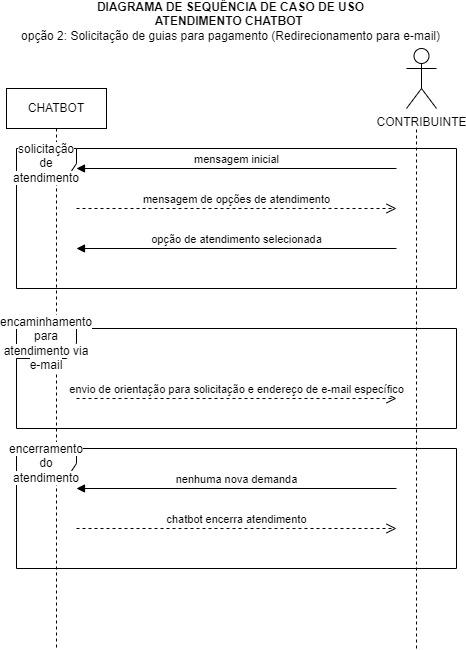 DIAGRAMA DE SEQUÊNCIA DE CASO DE USO
ATENDIMENTO CHATBOT
opção 2: Solicitação de guias para pagamento (Redirecionamento para e-mail)
CHATBOT
CONTRIBUINTE
solicitação
de
atendimento
mensagem inicial
mensagem de opções de atendimento
opção de atendimento selecionada
encaminhamento
para
atendimento via
e-mail
envio de orientação para solicitação e endereço de e-mail específico
encerramento
do
atendimento
nenhuma nova demanda
chatbot encerra atendimento